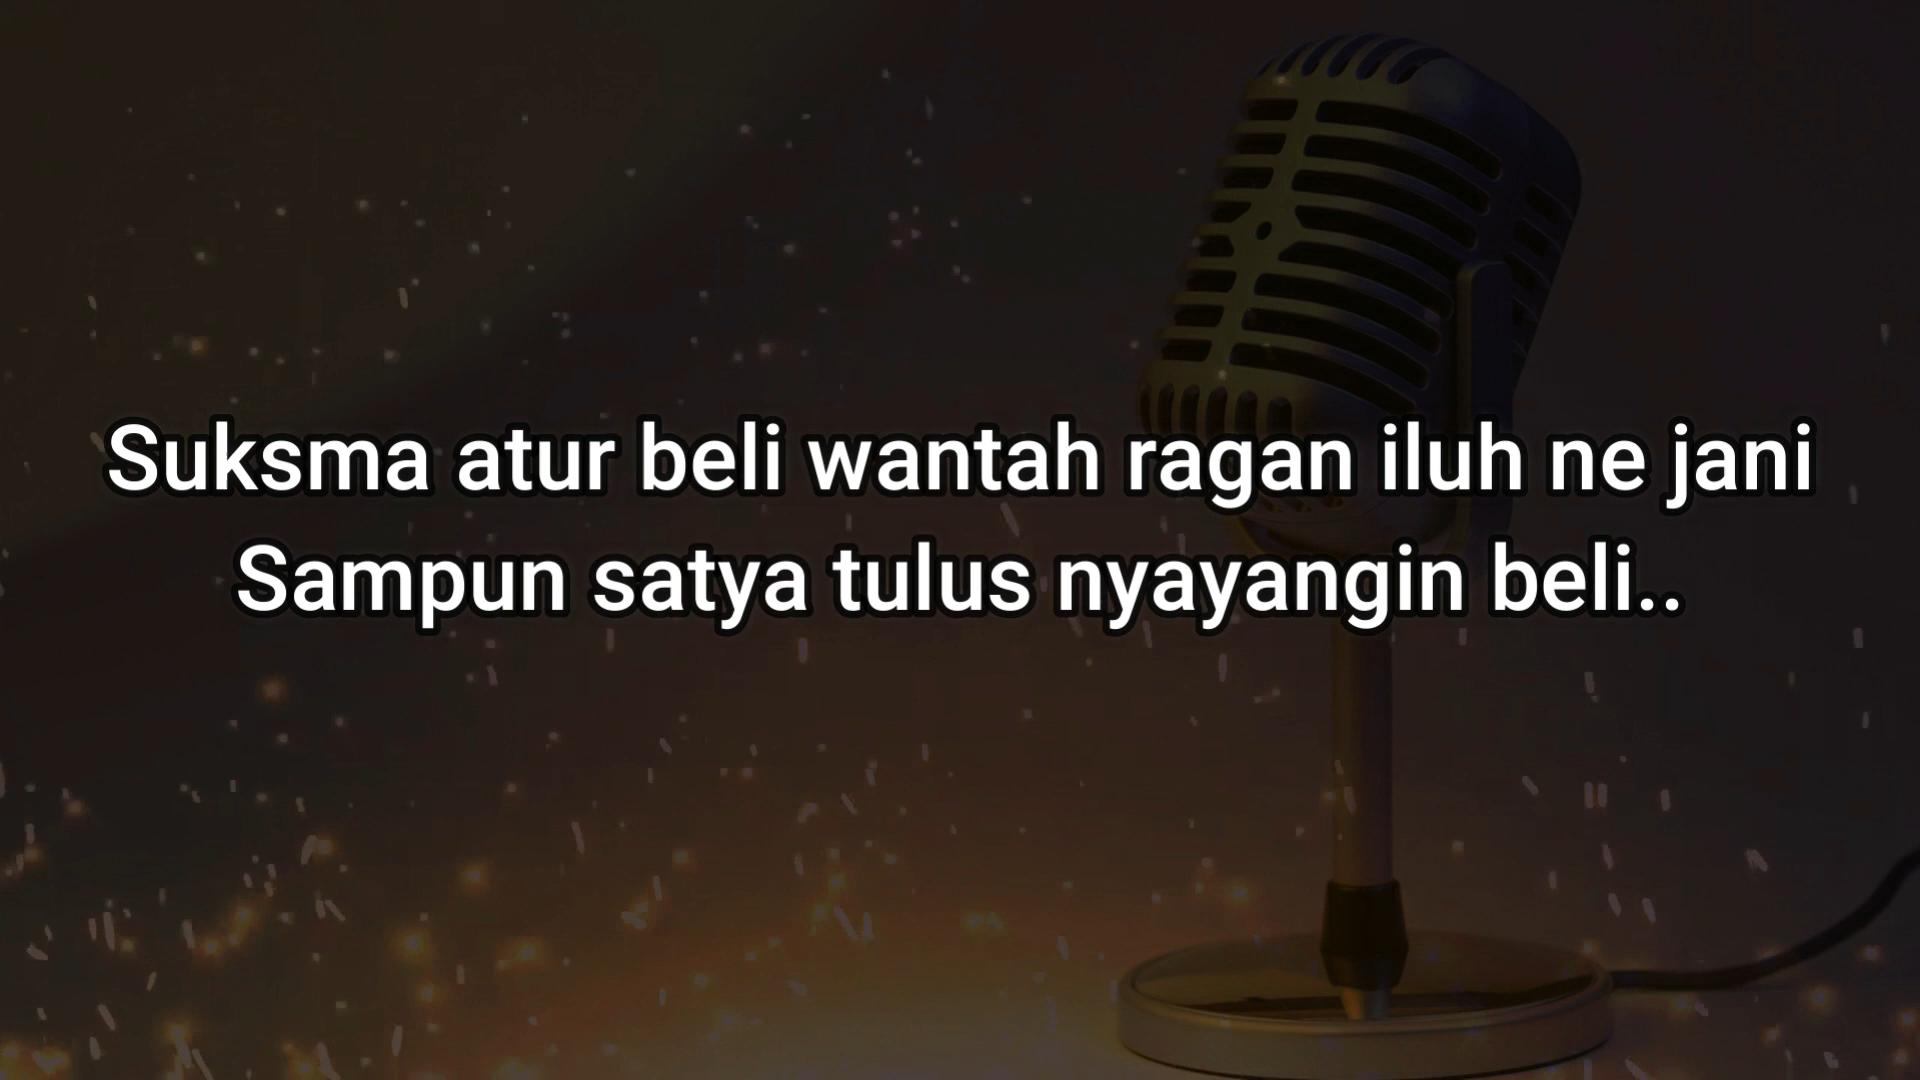 Suksma atur beli wantah ragan iluh ne jani
Sampun satya tulus nyayangin beli..